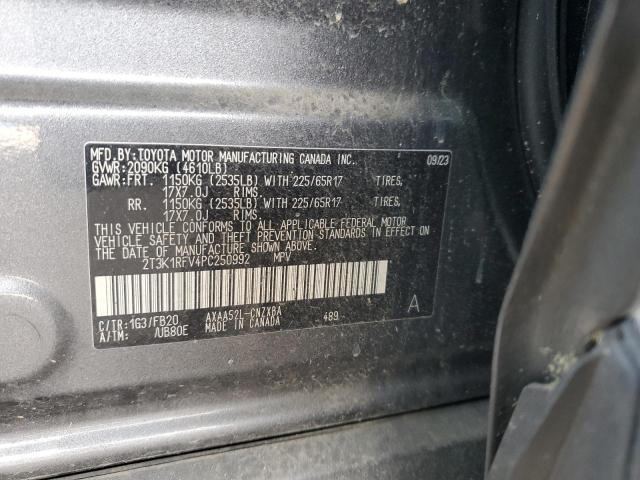 MFD.BY:TOYOTA MOTOR MANUFACTURING CANADA INC. 09/23
GVWR:2090KG (4610LB)
GAWR:FRT. 1150KG (2535LB) WITH 225/65R17 TIRES,
17X7.0J RIMS,
RR. 1150KG (2535LB) WITH 225/65R17 TIRES,
17X7.0J RIMS,
THIS VEHICLE CONFORMS TO ALL APPLICABLE FEDERAL MOTOR
VEHICLE SAFETY AND THEFT PREVENTION STANDARDS IN EFFECT ON
THE DATE OF MANUFACTURE SHOWN ABOVE.
2T3K1RFV4PC250992 MPV
C/TR:1G3/FB20 AXAA52L-CNZXBA 489 A
A/TM: /UB80E MADE IN CANADA